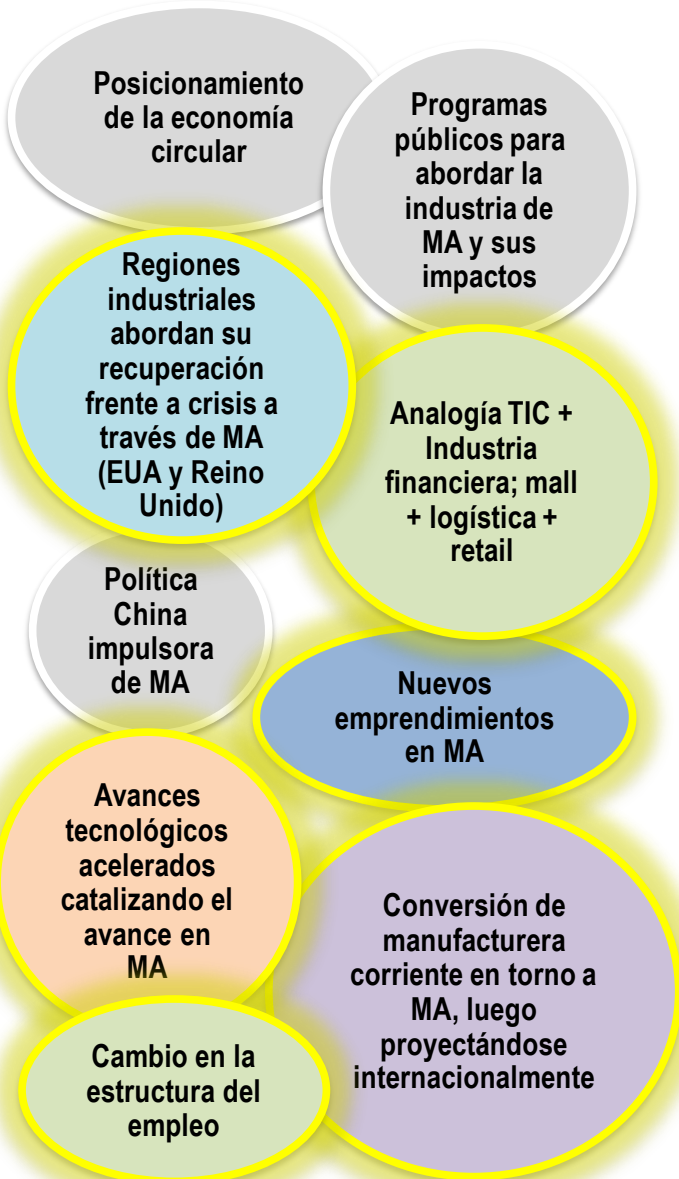 Posicionamiento
de la economía
circular
Programas
públicos para
abordar la
industria de
MA y sus
impactos
Regiones
industriales
abordan su
recuperación
frente a crisis a
través de MA
(EUA y Reino
Unido)
Analogía TIC +
Industria
financiera; mall
+ logística +
retail
Política
China
impulsora
de MA
Nuevos
emprendimientos
en MA
Avances
tecnológicos
acelerados
catalizando el
avance en
MA
Conversión de
manufacturera
corriente en torno a
MA, luego
proyectándose
internacionalmente
Cambio en la
estructura del
empleo